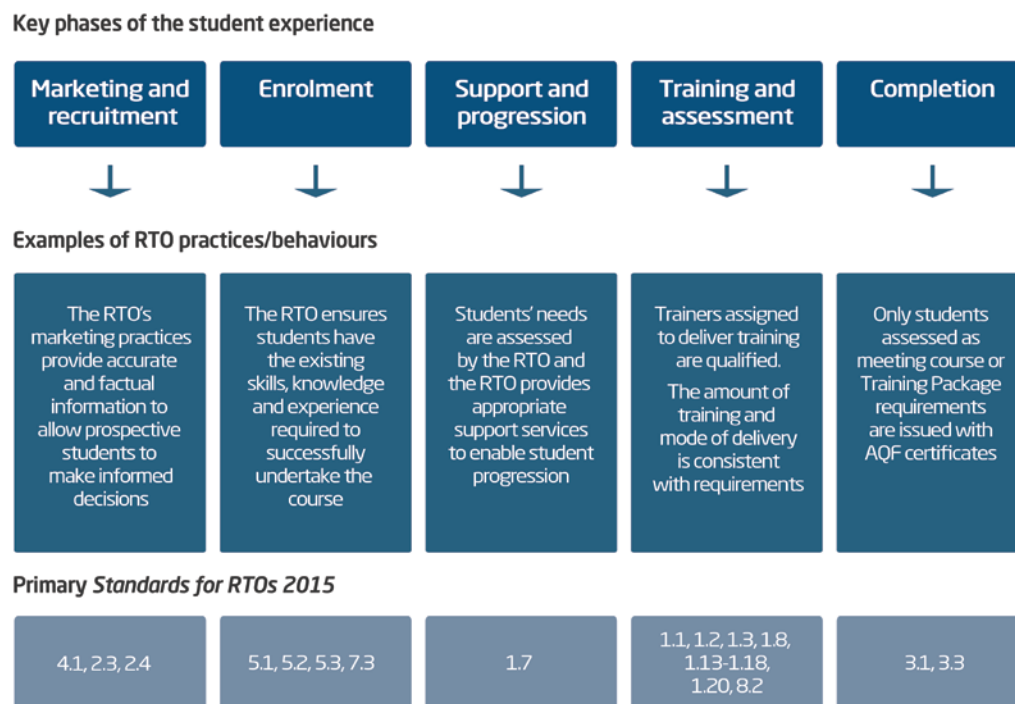 Key phases of the student experience
Marketing and
recruitment
Enrolment
Support and
progression
Training and
assessment
Completion
Examples of RTO practices/behaviours
The RTO's
marketing practices
provide accurate
and factual
information to
allow prospective
students to
make informed
decisions
The RTO ensures
students have
the existing
skills, knowledge
and experience
required to
successfully
undertake the
course
Students' needs
are assessed
by the RTO and
the RTO provides
appropriate
support services
to enable student
progression
Trainers assigned
to deliver training
are qualified.
The amount of
training and
mode of delivery
is consistent
with requirements
Only students
assessed as
meeting course or
Training Package
requirements
are issued with
AQF certificates
Primary Standards for RTOs 2015
4.1, 2.3, 2.4
5.1, 5.2, 5.3, 7.3
1.7
1.1, 1.2, 1.3, 1.8,
1.13-1.18,
1.20, 8.2
3.1, 3.3